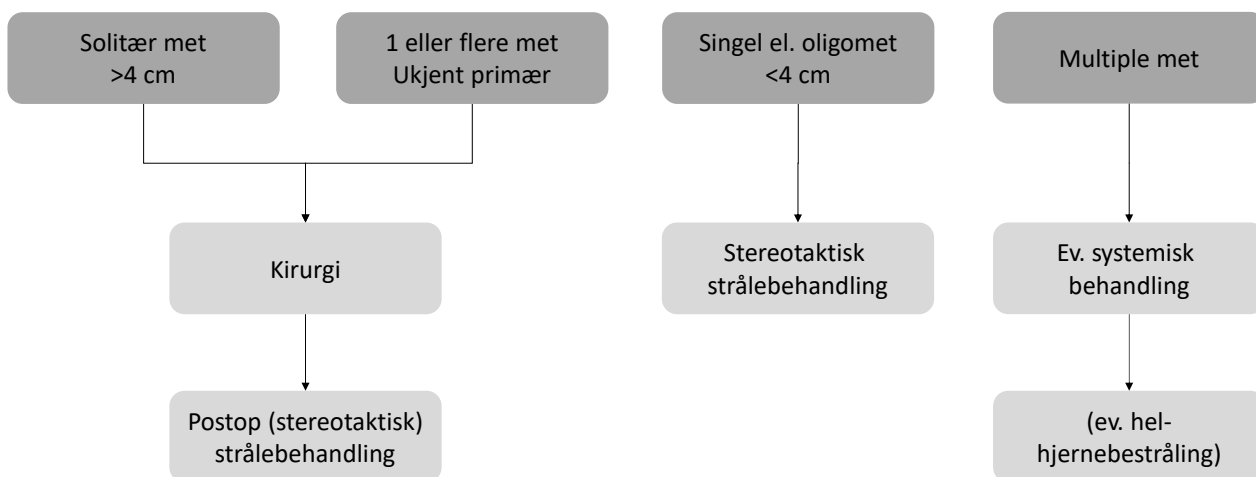 Solitær met
>4 cm
1 eller flere met
Ukjent primær
Singel el. oligomet
<4 cm
Multiple met
Kirurgi
Stereotaktisk
strålebehandling
Ev. systemisk
behandling
Postop (stereotaktisk)
strålebehandling
(ev. hel-
hjernebestråling)